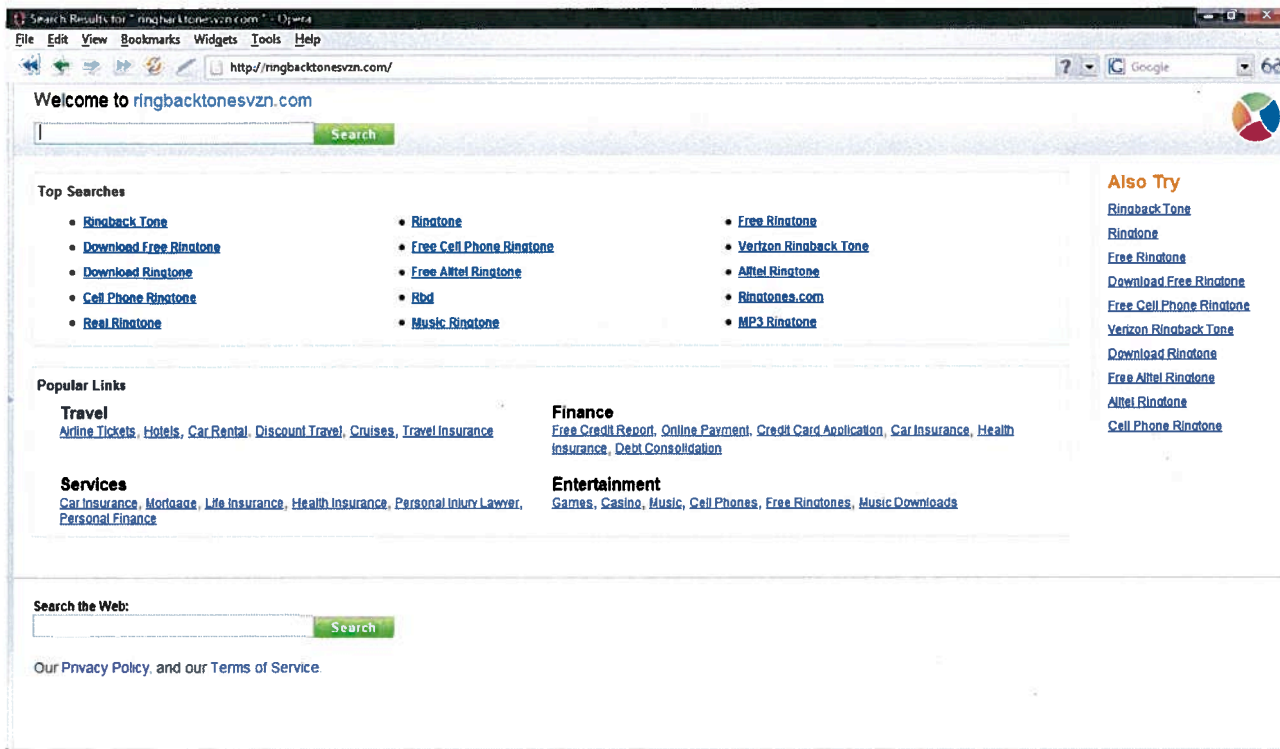 Search Results for " ringbacktonesvzn.com " - Opera
File Edit View Bookmarks Widgets Tools Help
http://ringbacktonesvzn.com/
? Google
Welcome to ringbacktonesvzn.com
Search
Top Searches
Ringback Tone
Download Free Ringtone
Download Ringtone
Cell Phone Ringtone
Real Ringtone
Ringtone
Free Cell Phone Ringtone
Free Alltel Ringtone
Rbd
Music Ringtone
Free Ringtone
Verizon Ringback Tone
Alltel Ringtone
Ringtones.com
MP3 Ringtone
Popular Links
Travel
Airline Tickets, Hotels, Car Rental, Discount Travel, Cruises, Travel Insurance
Finance
Free Credit Report, Online Payment, Credit Card Application, Car Insurance, Health
Insurance, Debt Consolidation
Services
Car Insurance, Mortgage, Life Insurance, Health Insurance, Personal Injury Lawyer,
Personal Finance
Entertainment
Games, Casino, Music, Cell Phones, Free Ringtones, Music Downloads
Also Try
Ringback Tone
Ringtone
Free Ringtone
Download Free Ringtone
Free Cell Phone Ringtone
Verizon Ringback Tone
Download Ringtone
Free Alltel Ringtone
Alltel Ringtone
Cell Phone Ringtone
Search the Web:
Search
Our Privacy Policy, and our Terms of Service.